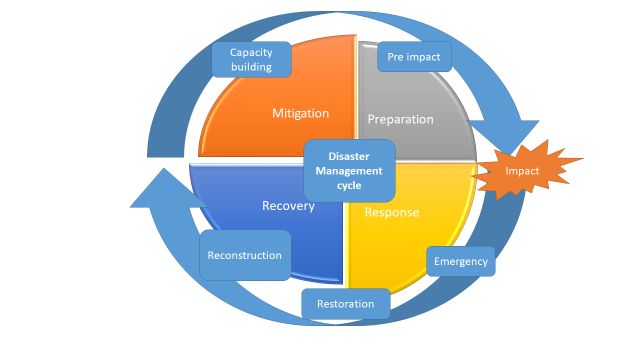 Capacity
building
Pre impact
Mitigation
Preparation
Disaster
Management
cycle
Impact
Recovery
Response
Reconstruction
Emergency
Restoration